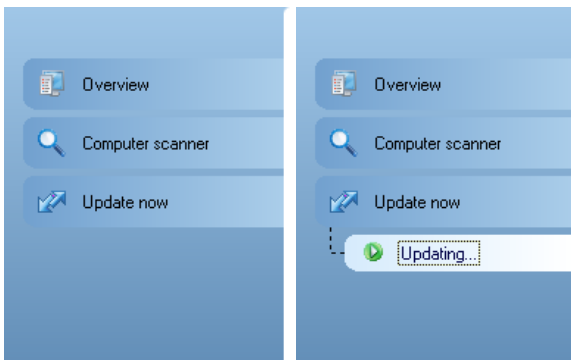 Overview
Computer scanner
Update now
Overview
Computer scanner
Update now
Updating...